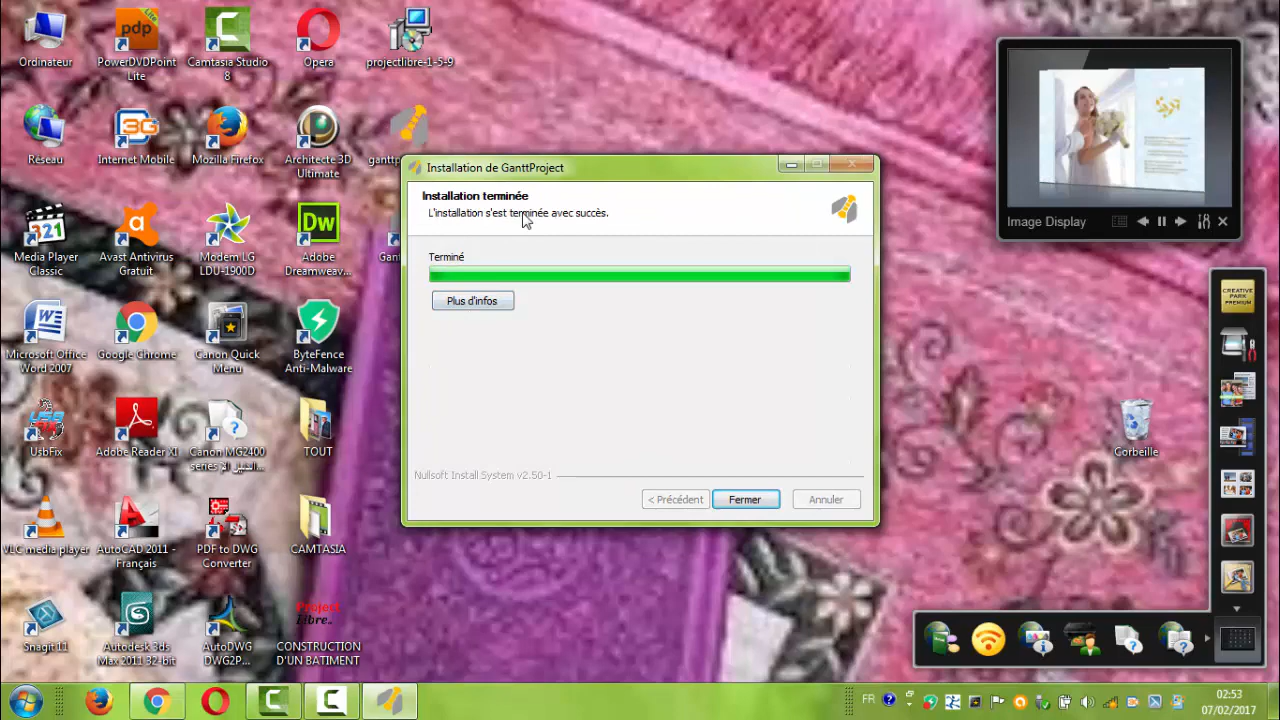 Ordinateur
PowerDVDPoint
Lite
Camtasia Studio
8
Opera
projectlibre-1-5-9
Réseau
Internet Mobile
Mozilla Firefox
Architecte 3D
Ultimate
Media Player
Classic
Avast Antivirus
Gratuit
Modem LG
LDU-1900D
Adobe
Dreamweav...
Microsoft Office
Word 2007
Google Chrome
Canon Quick
Menu
ByteFence
Anti-Malware
UsbFix
Adobe Reader XI
Canon MG2400
TOUT
VLC media player
AutoCAD 2011 -
Français
PDF to DWG
Converter
CAMTASIA
Snagit 11
Autodesk 3ds
Max 2011 32-bit
AutoDWG
DWG2P...
CONSTRUCTION
D'UN BATIMENT
Installation de GanttProject
Installation terminée
L'installation s'est terminée avec succès.
Terminé
Plus d'infos
Nullsoft Install System v2.50-1
< Précédent
Fermer
Annuler
Image Display
CREATIVE
PARK
PREMIUM
Corbeille
FR
02:53
07/02/2017